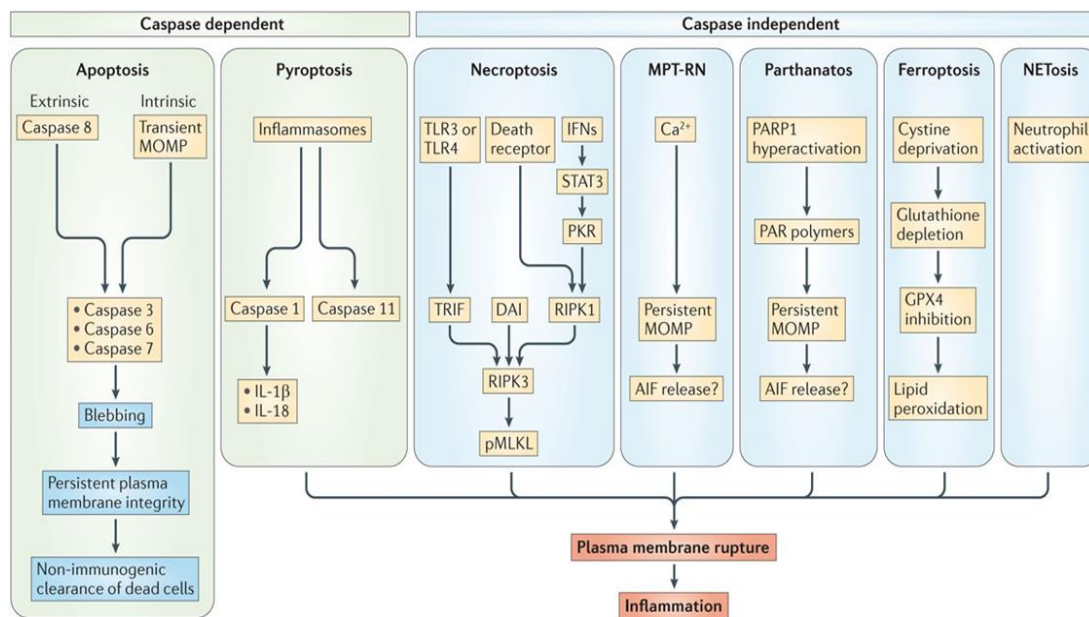 Caspase dependent
Caspase independent
Apoptosis
Extrinsic
Intrinsic
Caspase 8
Transient
MOMP
• Caspase 3
• Caspase 6
• Caspase 7
Blebbing
Persistent plasma
membrane integrity
Non-immunogenic
clearance of dead cells
Pyroptosis
Inflammasomes
Caspase 1
Caspase 11
• IL-1β
• IL-18
Necroptosis
TLR3 or
TLR4
Death
receptor
IFNs
STAT3
PKR
TRIF
DAI
RIPK1
RIPK3
pMLKL
MPT-RN
Ca²⁺
Persistent
MOMP
AIF release?
Parthanatos
PARP1
hyperactivation
PAR polymers
Persistent
MOMP
AIF release?
Ferroptosis
Cystine
deprivation
Glutathione
depletion
GPX4
inhibition
Lipid
peroxidation
NETosis
Neutrophil
activation
Plasma membrane rupture
Inflammation